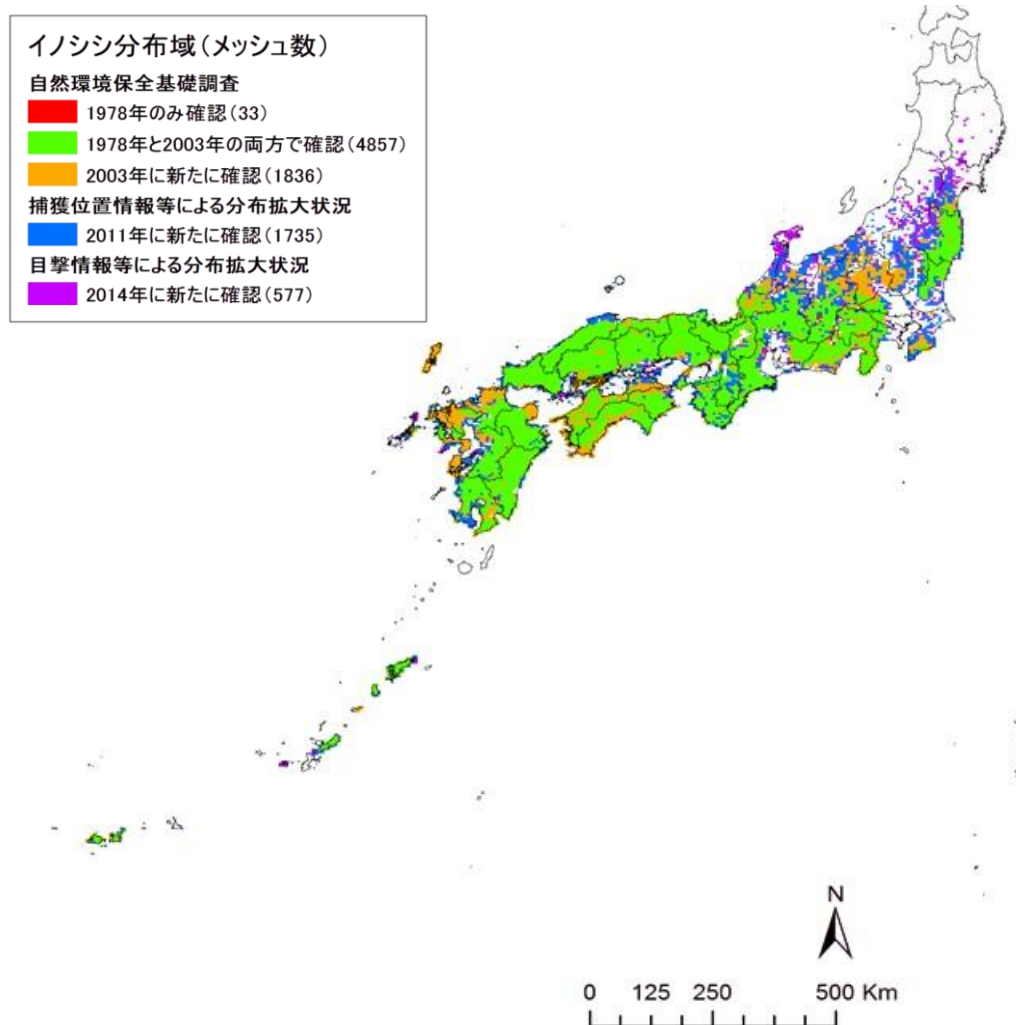 イノシシ分布域(メッシュ数)
自然環境保全基礎調査
1978年のみ確認(33)
1978年と2003年の両方で確認(4857)
2003年に新たに確認(1836)
捕獲位置情報等による分布拡大状況
2011年に新たに確認(1735)
目撃情報等による分布拡大状況
2014年に新たに確認(577)
N
0 125 250 500 Km